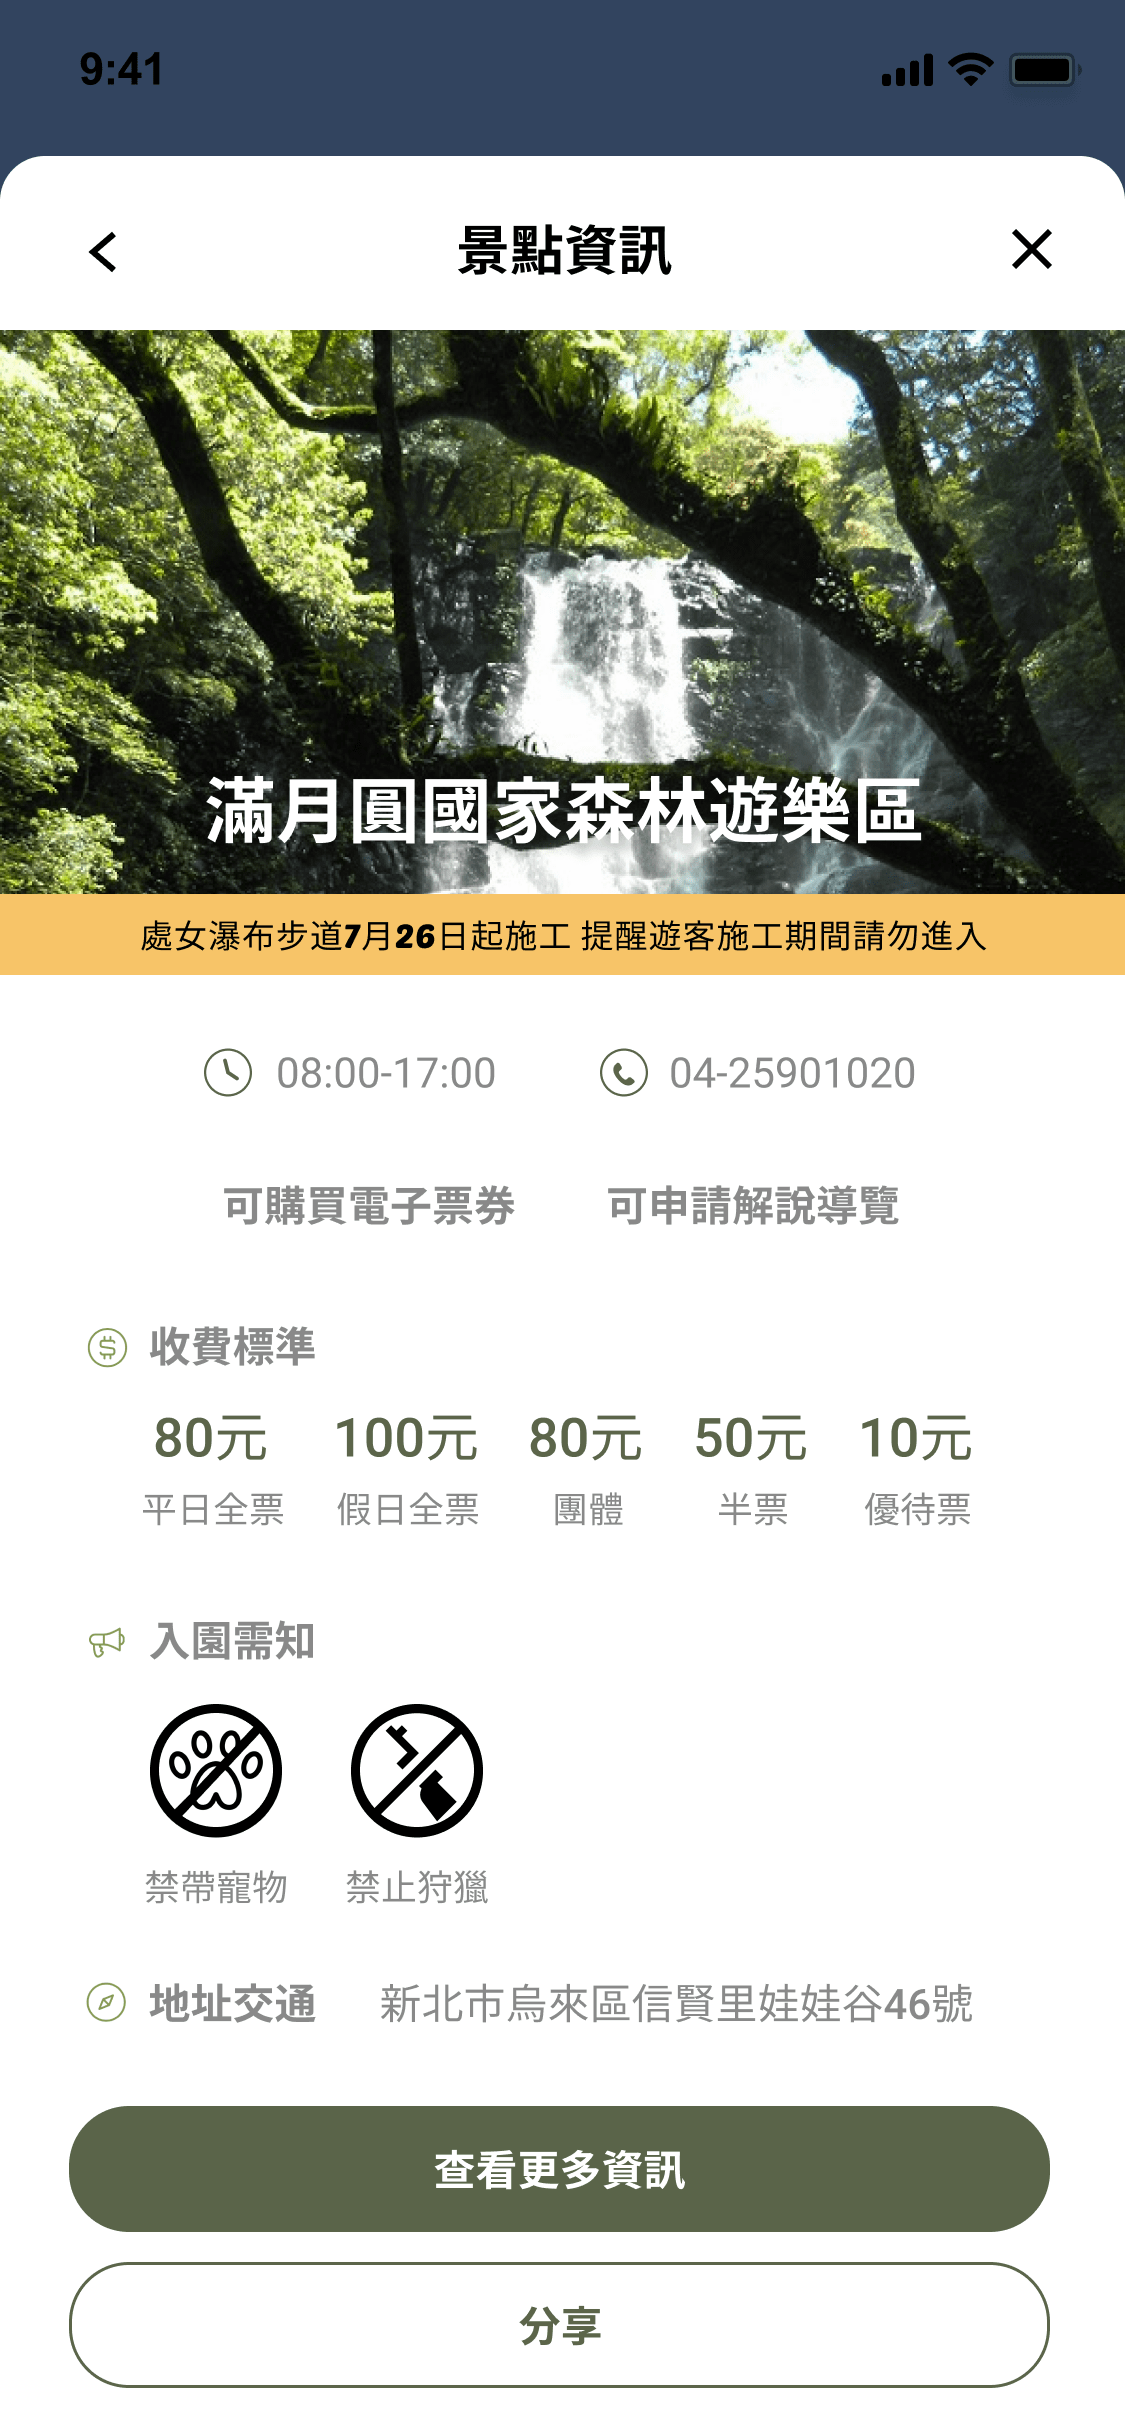 9:41
景點資訊
滿月圓國家森林遊樂區
處女瀑布步道7月26日起施工 提醒遊客施工期間請勿進入
08:00-17:00 04-25901020
可購買電子票券 可申請解說導覽
收費標準
80元 100元 80元 50元 10元
平日全票 假日全票 團體 半票 優待票
入園需知
禁帶寵物 禁止狩獵
地址交通 新北市烏來區信賢里娃娃谷46號
查看更多資訊
分享